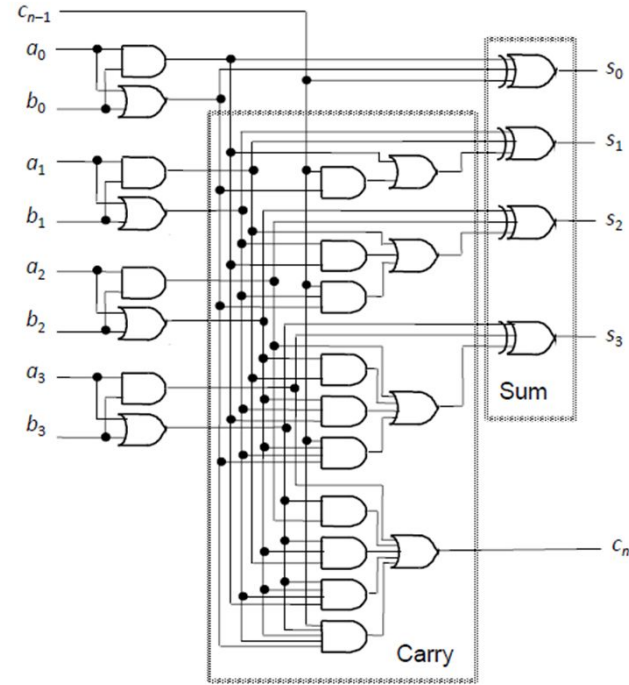 c_{n−1}
a_0
s_0
b_0
s_1
a_1
b_1
s_2
a_2
b_2
s_3
a_3
Sum
b_3
c_n
Carry